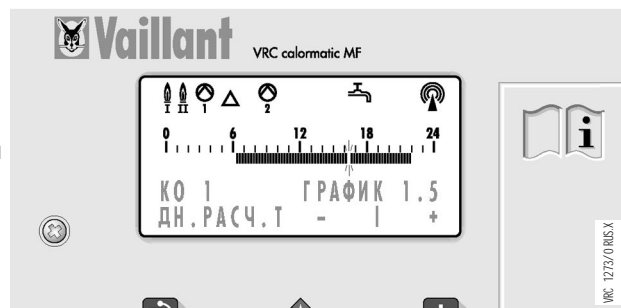 Vaillant
VRC calormatic MF
I II 1 2
0 6 12 18 24
КО 1 ГРАФИК 1.5
ДН.РАСЧ.Т - | +
i
VRC 1273/0 RUS.X